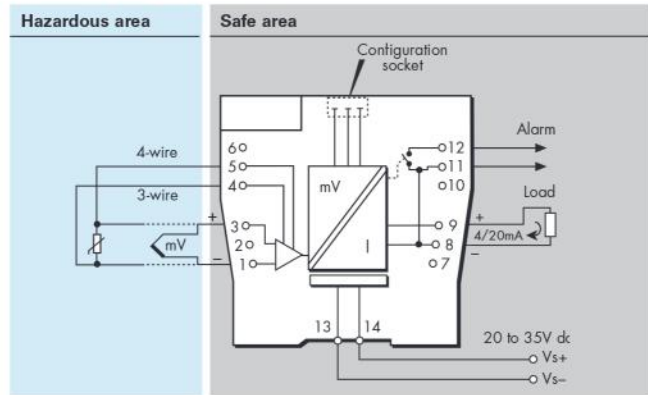 Hazardous area
Safe area
Configuration
socket
4-wire
3-wire
6
5
4
3
2
1
+
mV
–
mV
I
12
11
10
9
8
7
Alarm
Load
+
4/20mA
–
13 14
20 to 35V dc
Vs+
Vs–